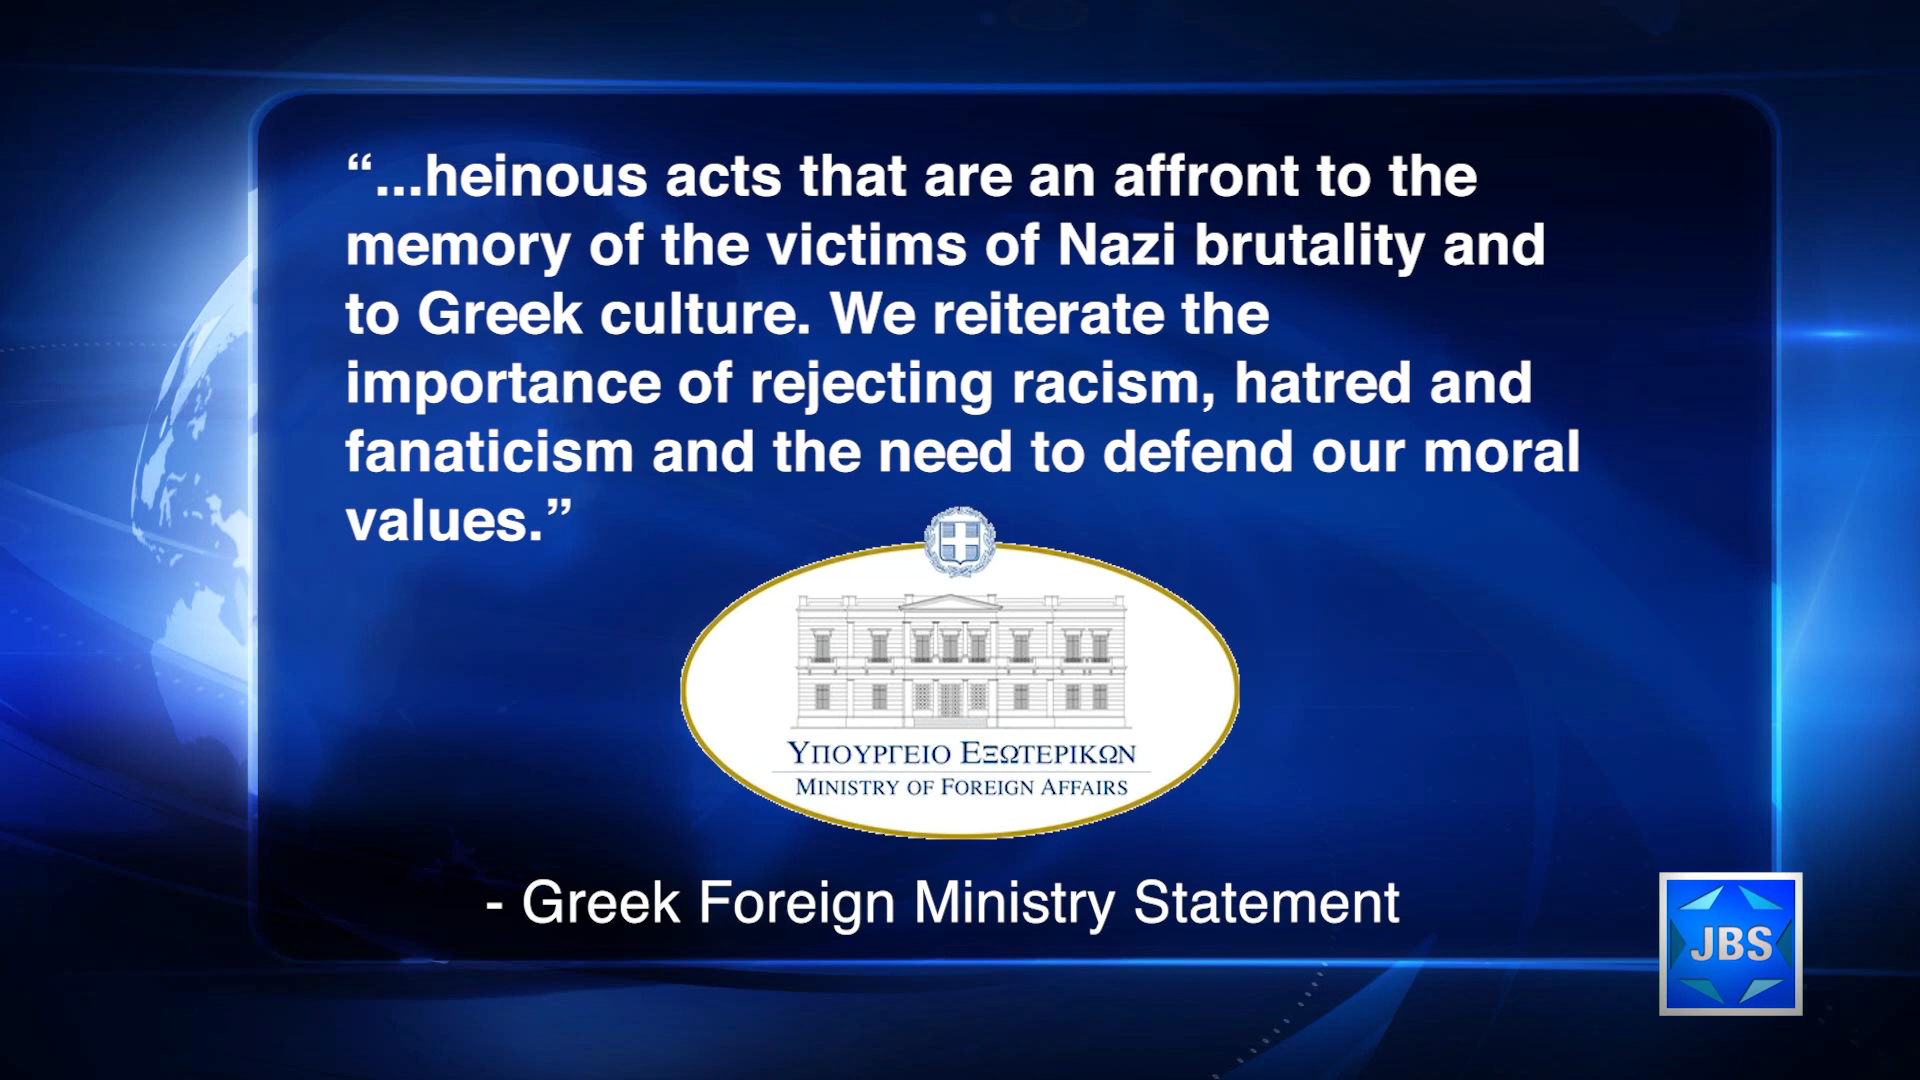 “...heinous acts that are an affront to the
memory of the victims of Nazi brutality and
to Greek culture. We reiterate the
importance of rejecting racism, hatred and
fanaticism and the need to defend our moral
values.”
ΥΠΟΥΡΓΕΙΟ ΕΞΩΤΕΡΙΚΩΝ
MINISTRY OF FOREIGN AFFAIRS
- Greek Foreign Ministry Statement
JBS